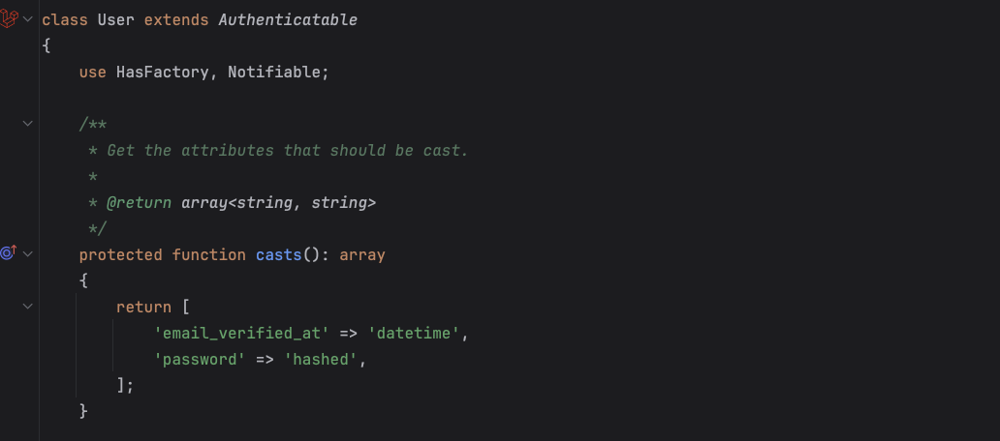 class User extends Authenticatable
{
    use HasFactory, Notifiable;

    /**
     * Get the attributes that should be cast.
     *
     * @return array<string, string>
     */
    protected function casts(): array
    {
        return [
            'email_verified_at' => 'datetime',
            'password' => 'hashed',
        ];
    }